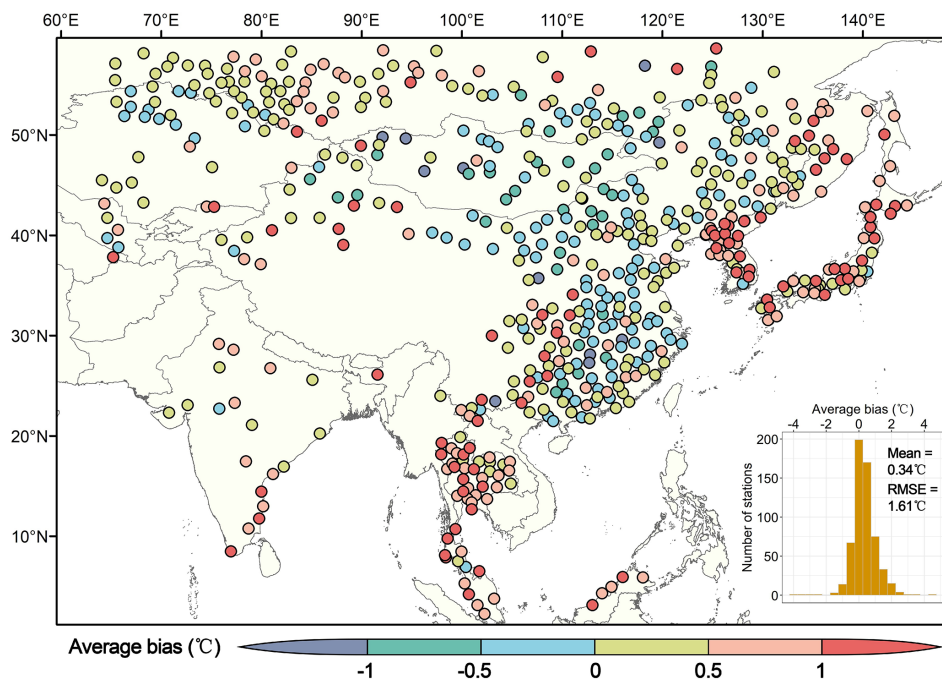 60°E 70°E 80°E 90°E 100°E 110°E 120°E 130°E 140°E
50°N
40°N
30°N
20°N
10°N
Average bias (℃)
-4 -2 0 2 4
200
150
100
50
0
Number of stations
Mean =
0.34℃
RMSE =
1.61℃
Average bias (℃)
-1 -0.5 0 0.5 1